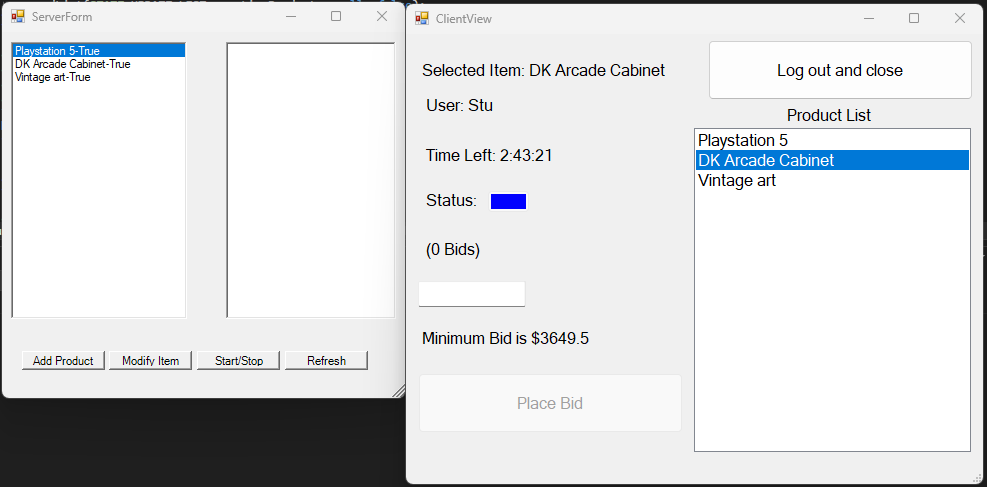 ServerForm
Playstation 5-True
DK Arcade Cabinet-True
Vintage art-True
Add Product
Modify Item
Start/Stop
Refresh
ClientView
Selected Item: DK Arcade Cabinet
Log out and close
User: Stu
Product List
Time Left: 2:43:21
Playstation 5
DK Arcade Cabinet
Vintage art
Status:
(0 Bids)
Minimum Bid is $3649.5
Place Bid